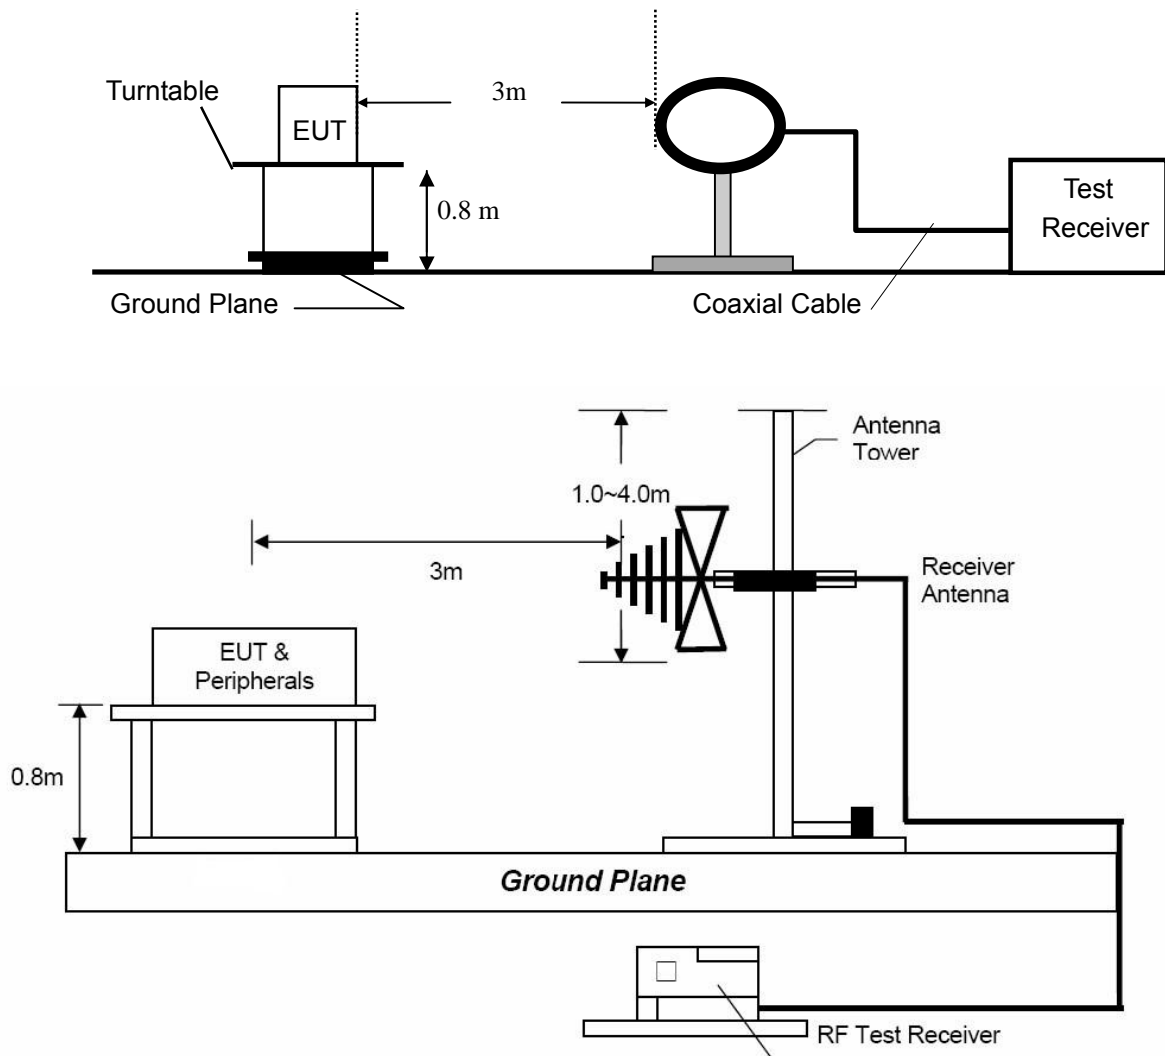 Turntable
3m
EUT
0.8 m
Test
Receiver
Ground Plane
Coaxial Cable
Antenna
Tower
1.0~4.0m
3m
Receiver
Antenna
EUT &
Peripherals
0.8m
Ground Plane
RF Test Receiver